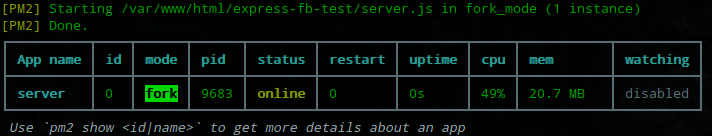 [PM2] Starting /var/www/html/express-fb-test/server.js in fork_mode (1 instance)
[PM2] Done.
App name id mode pid status restart uptime cpu mem watching
server 0 fork 9683 online 0 0s 49% 20.7 MB disabled
Use `pm2 show <id|name>` to get more details about an app